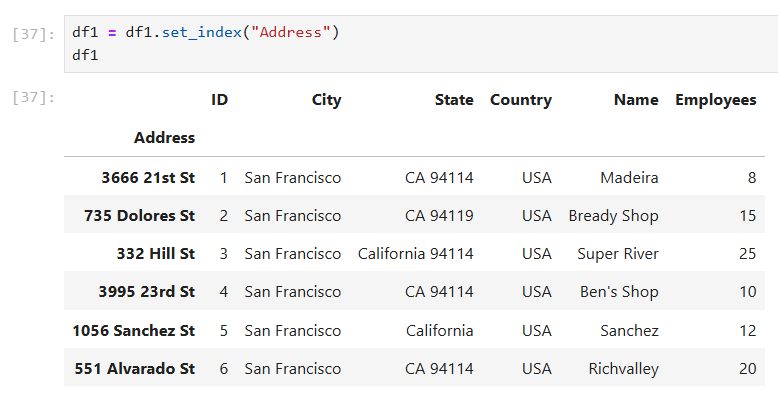 [37]: df1 = df1.set_index("Address")
df1
[37]: ID City State Country Name Employees
Address
3666 21st St 1 San Francisco CA 94114 USA Madeira 8
735 Dolores St 2 San Francisco CA 94119 USA Bready Shop 15
332 Hill St 3 San Francisco California 94114 USA Super River 25
3995 23rd St 4 San Francisco CA 94114 USA Ben's Shop 10
1056 Sanchez St 5 San Francisco California USA Sanchez 12
551 Alvarado St 6 San Francisco CA 94114 USA Richvalley 20